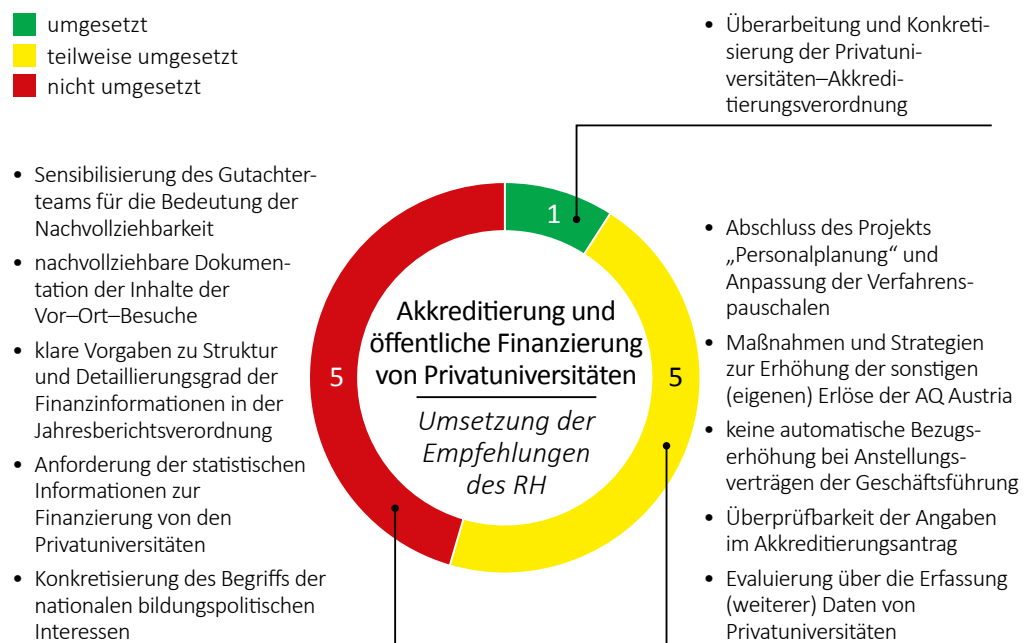 umgesetzt
teilweise umgesetzt
nicht umgesetzt
• Überarbeitung und Konkreti-
sierung der Privatuni-
versitäten–Akkredi-
tierungsverordnung
• Sensibilisierung des Gutachter-
teams für die Bedeutung der
Nachvollziehbarkeit
• nachvollziehbare Dokumen-
tation der Inhalte der
Vor–Ort–Besuche
• klare Vorgaben zu Struktur
und Detaillierungsgrad der
Finanzinformationen in der
Jahresberichtsverordnung
• Anforderung der statistischen
Informationen zur
Finanzierung von den
Privatuniversitäten
• Konkretisierung des Begriffs der
nationalen bildungspolitischen
Interessen
1
5
5
Akkreditierung und
öffentliche Finanzierung
von Privatuniversitäten
Umsetzung der
Empfehlungen
des RH
• Abschluss des Projekts
„Personalplanung“ und
Anpassung der Verfahrens-
pauschalen
• Maßnahmen und Strategien
zur Erhöhung der sonstigen
(eigenen) Erlöse der AQ Austria
• keine automatische Bezugs-
erhöhung bei Anstellungs-
verträgen der Geschäftsführung
• Überprüfbarkeit der Angaben
im Akkreditierungsantrag
• Evaluierung über die Erfassung
(weiterer) Daten von
Privatuniversitäten